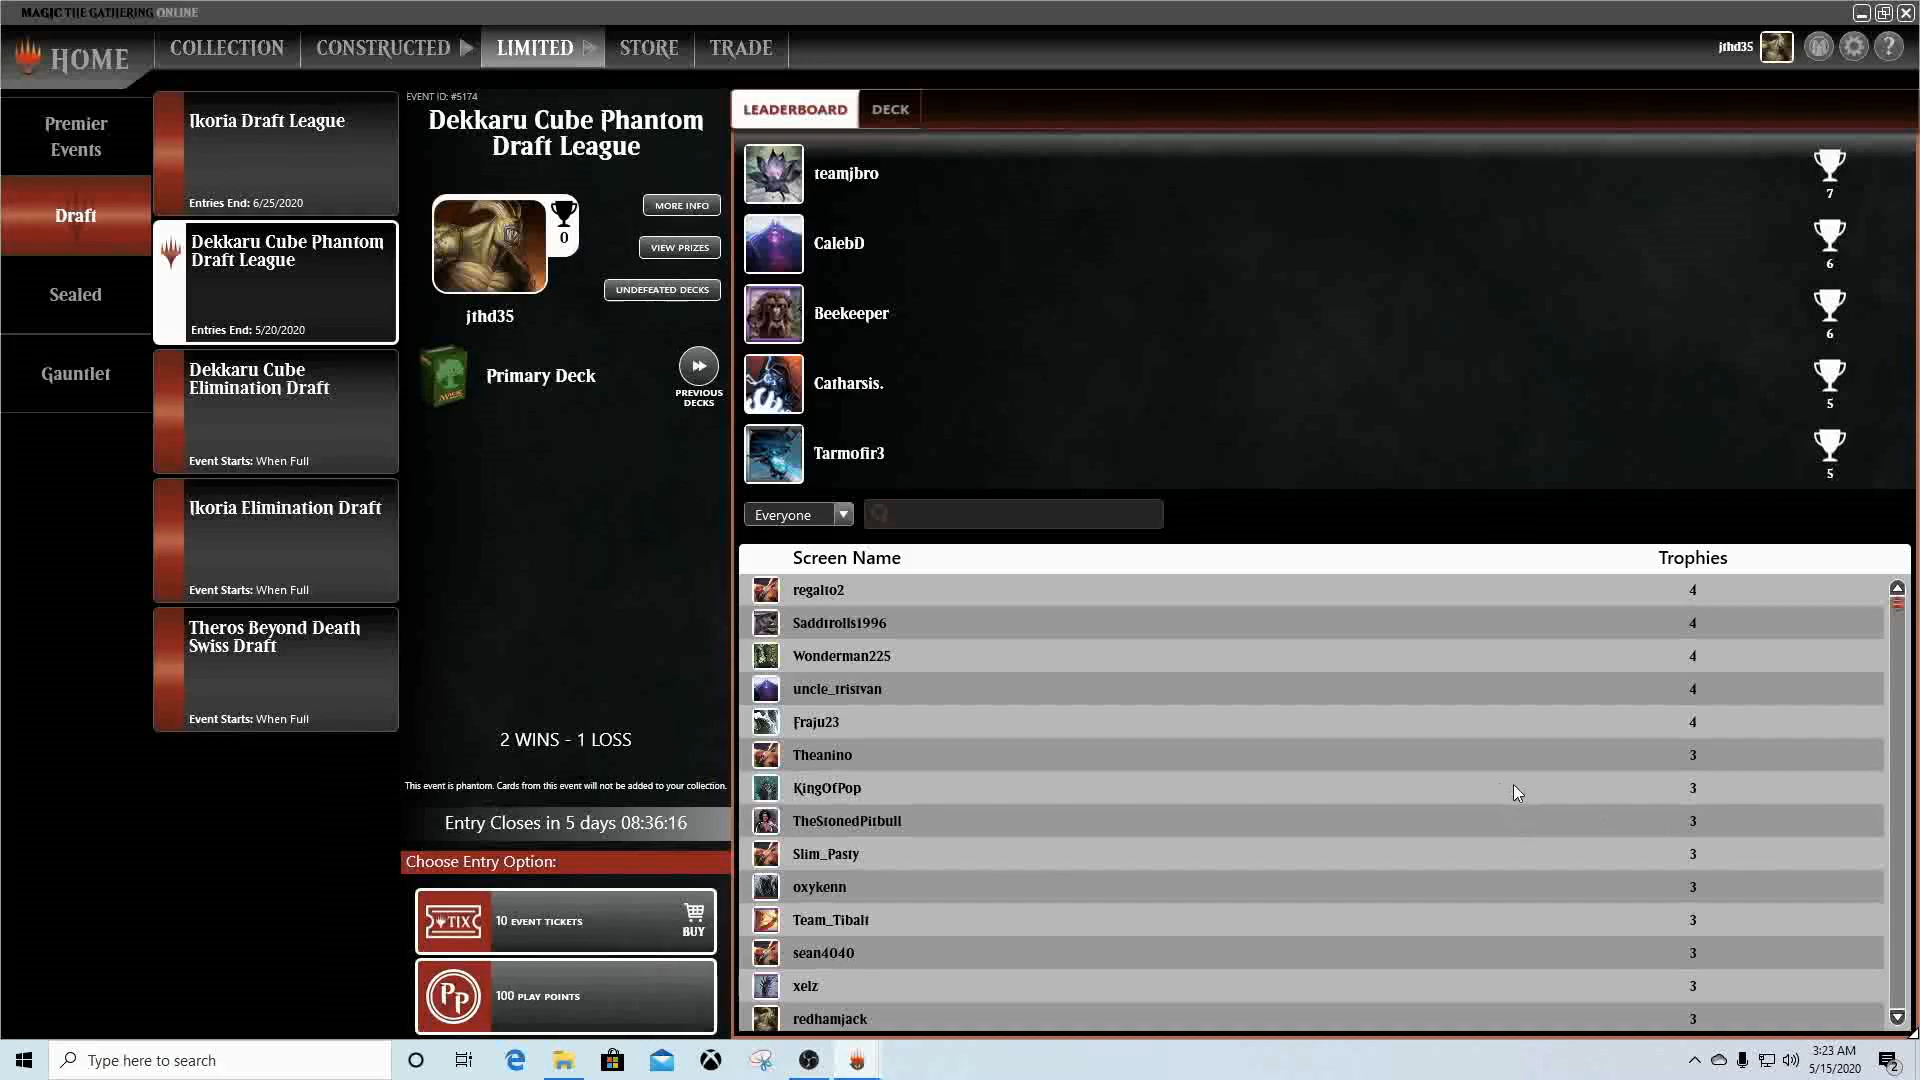 MAGIC THE GATHERING ONLINE
HOME
COLLECTION
CONSTRUCTED
LIMITED
STORE
TRADE
jthd35
?
Premier
Events
Draft
Sealed
Gauntlet
Ikoria Draft League
Entries End: 6/25/2020
Dekkaru Cube Phantom
Draft League
Entries End: 5/20/2020
Dekkaru Cube
Elimination Draft
Event Starts: When Full
Ikoria Elimination Draft
Event Starts: When Full
Theros Beyond Death
Swiss Draft
Event Starts: When Full
EVENT ID: #5174
Dekkaru Cube Phantom
Draft League
0
MORE INFO
VIEW PRIZES
UNDEFEATED DECKS
jthd35
MAGIC
Primary Deck
PREVIOUS
DECKS
2 WINS - 1 LOSS
This event is phantom. Cards from this event will not be added to your collection.
Entry Closes in 5 days 08:36:16
Choose Entry Option:
TIX
10 EVENT TICKETS
BUY
PP
100 PLAY POINTS
LEADERBOARD
DECK
teamjbro
7
CalebD
6
Beekeeper
6
Catharsis.
5
Tarmofir3
5
Everyone
Screen Name Trophies
regalto2 4
Saddtrolls1996 4
Wonderman225 4
uncle_tristvan 4
Fraju23 4
Theanino 3
KingOfPop 3
TheStonedPitbull 3
Slim_Pasty 3
oxykenn 3
Team_Tibalt 3
sean4040 3
xelz 3
redhamjack 3
Type here to search
3:23 AM
5/15/2020
2